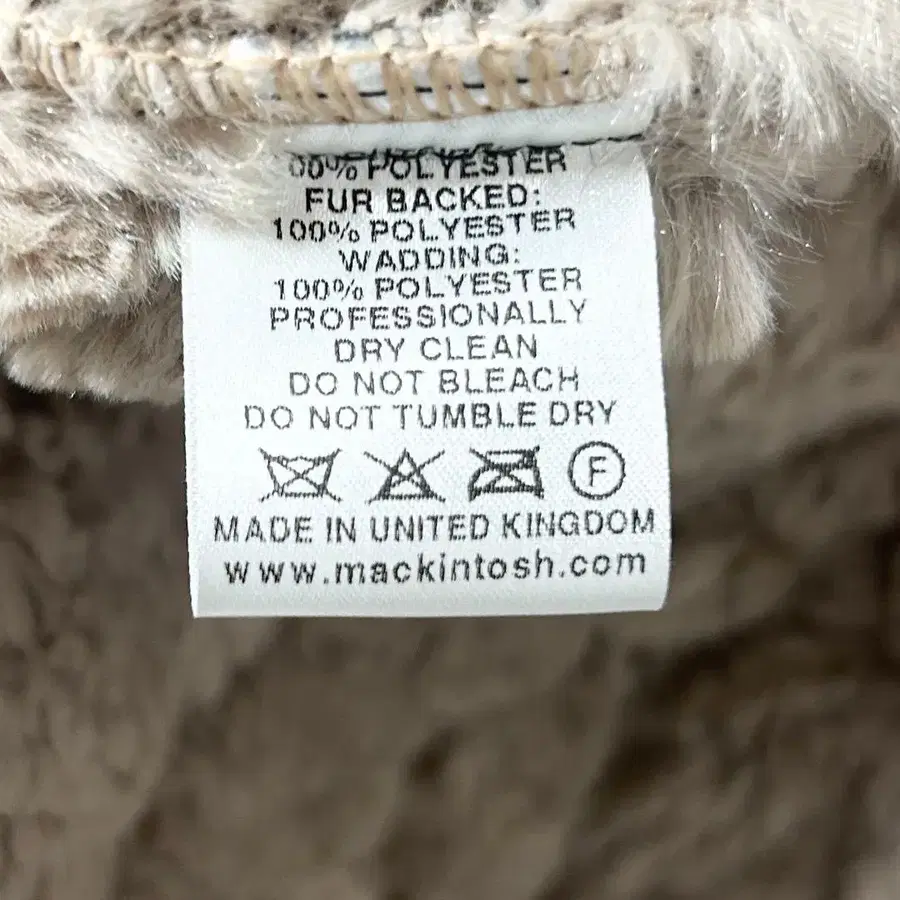 00% POLYESTER
FUR BACKED:
100% POLYESTER
WADDING:
100% POLYESTER
PROFESSIONALLY
DRY CLEAN
DO NOT BLEACH
DO NOT TUMBLE DRY
F
MADE IN UNITED KINGDOM
www.mackintosh.com